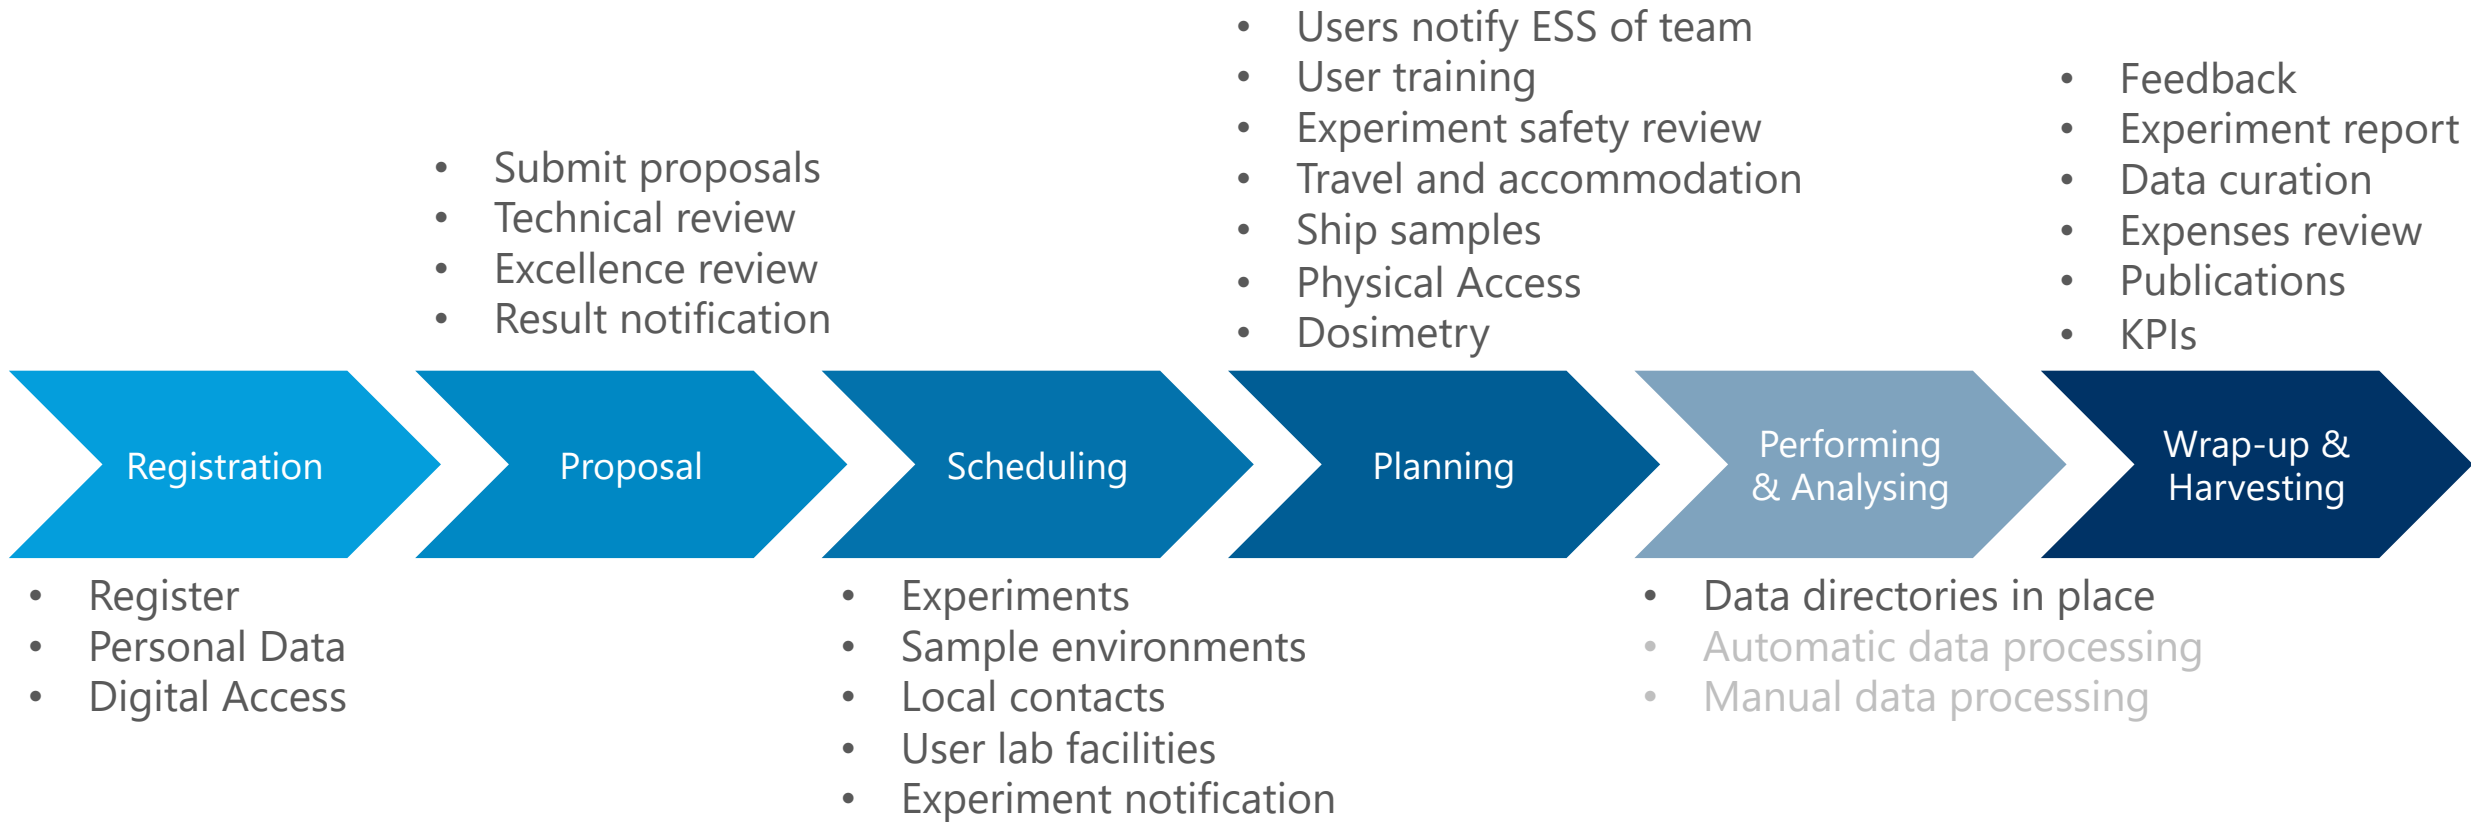 • Users notify ESS of team
• User training
• Experiment safety review
• Travel and accommodation
• Ship samples
• Physical Access
• Dosimetry
• Feedback
• Experiment report
• Data curation
• Expenses review
• Publications
• KPIs
• Submit proposals
• Technical review
• Excellence review
• Result notification
Registration
Proposal
Scheduling
Planning
Performing
& Analysing
Wrap-up &
Harvesting
• Register
• Personal Data
• Digital Access
• Experiments
• Sample environments
• Local contacts
• User lab facilities
• Experiment notification
• Data directories in place
• Automatic data processing
• Manual data processing